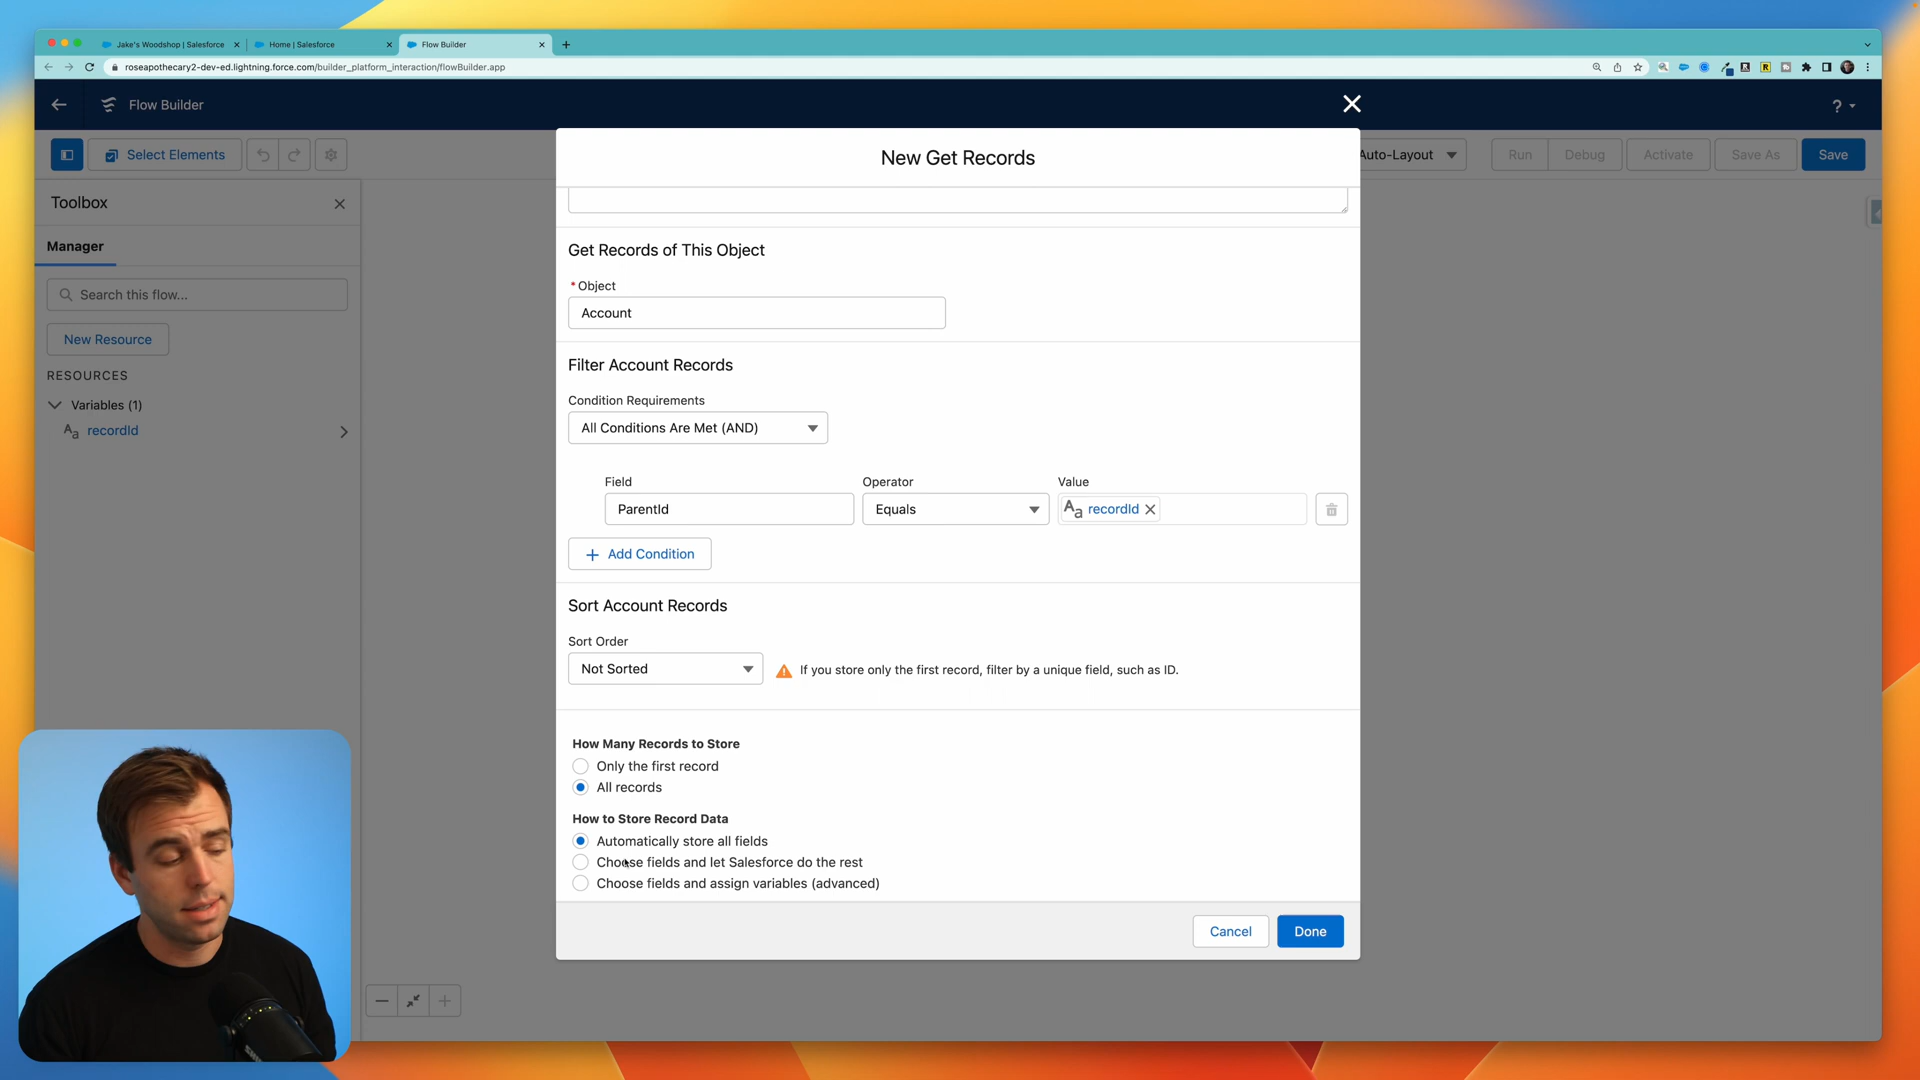 Jake's Woodshop | Salesforce
Home | Salesforce
Flow Builder
roseapothecary2-dev-ed.lightning.force.com/builder_platform_interaction/flowBuilder.app
Flow Builder
?
Select Elements
Auto-Layout
Run
Debug
Activate
Save As
Save
Toolbox
Manager
Search this flow...
New Resource
RESOURCES
Variables (1)
Aa recordId
New Get Records
Get Records of This Object
* Object
Account
Filter Account Records
Condition Requirements
All Conditions Are Met (AND)
Field Operator Value
ParentId Equals Aa recordId
+ Add Condition
Sort Account Records
Sort Order
Not Sorted If you store only the first record, filter by a unique field, such as ID.
How Many Records to Store
Only the first record
All records
How to Store Record Data
Automatically store all fields
Choose fields and let Salesforce do the rest
Choose fields and assign variables (advanced)
Cancel Done